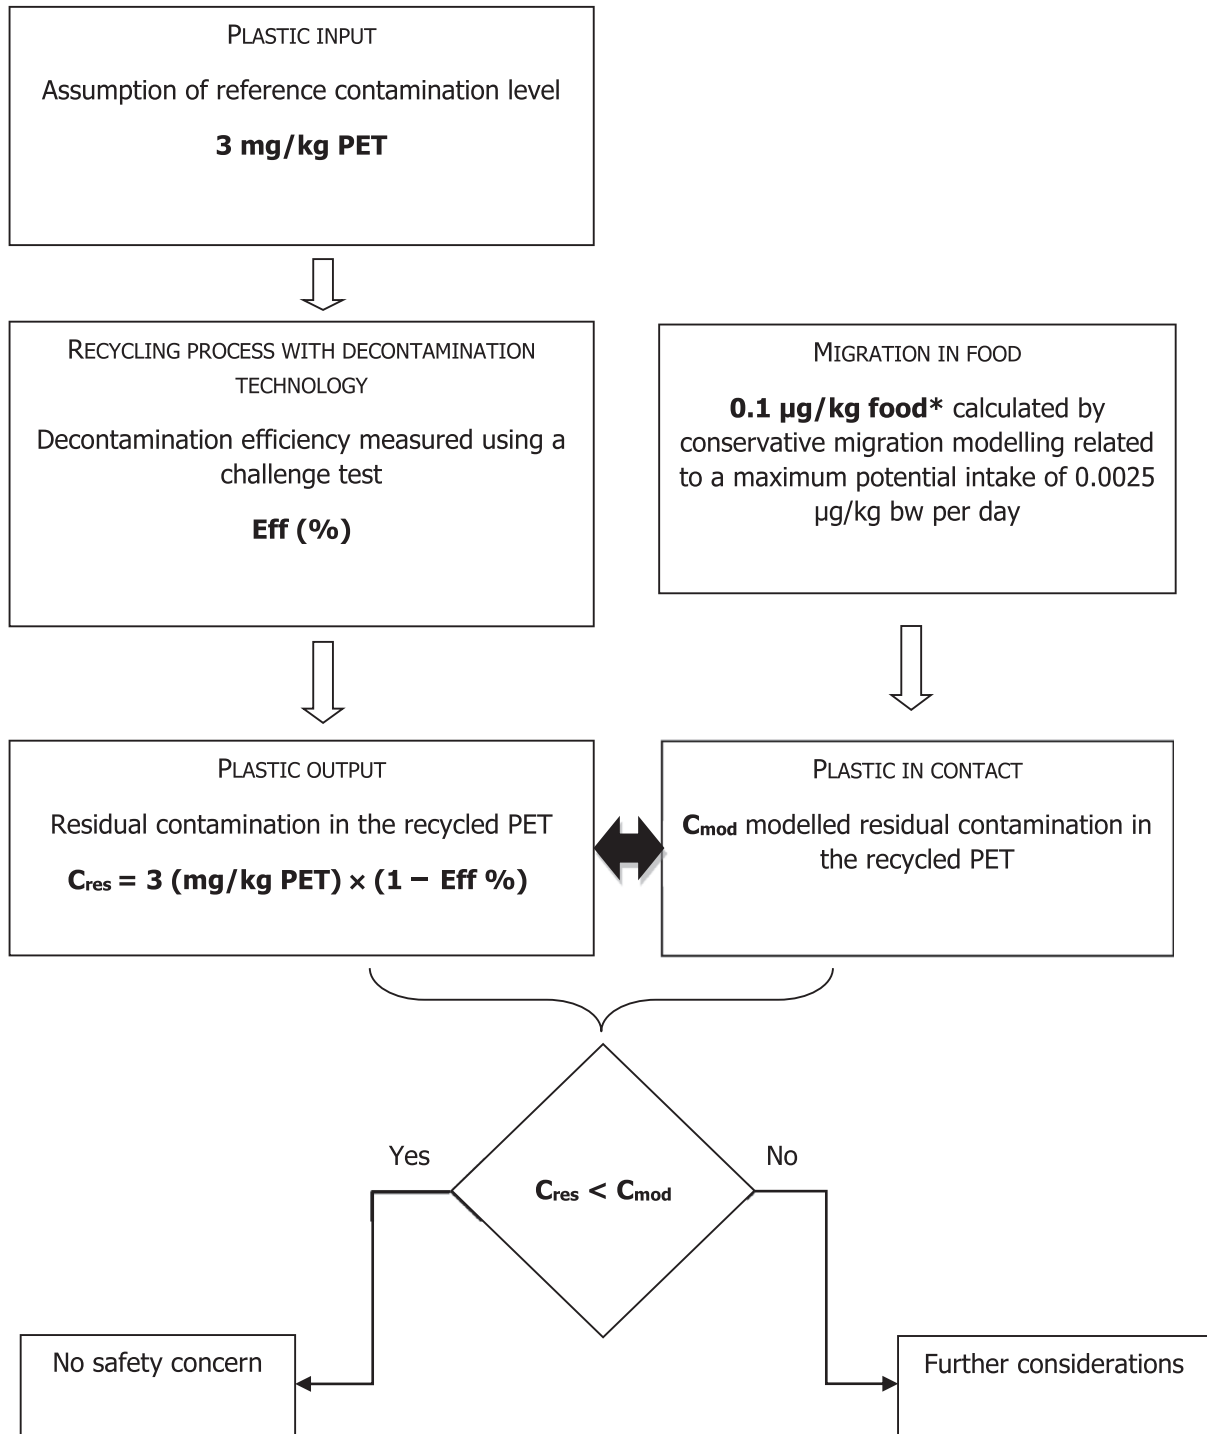 PLASTIC INPUT
Assumption of reference contamination level
3 mg/kg PET
RECYCLING PROCESS WITH DECONTAMINATION
TECHNOLOGY
Decontamination efficiency measured using a
challenge test
Eff (%)
MIGRATION IN FOOD
0.1 µg/kg food* calculated by
conservative migration modelling related
to a maximum potential intake of 0.0025
µg/kg bw per day
PLASTIC OUTPUT
Residual contamination in the recycled PET
Cres = 3 (mg/kg PET) × (1 – Eff %)
PLASTIC IN CONTACT
Cmod modelled residual contamination in
the recycled PET
Yes
No
Cres < Cmod
No safety concern
Further considerations